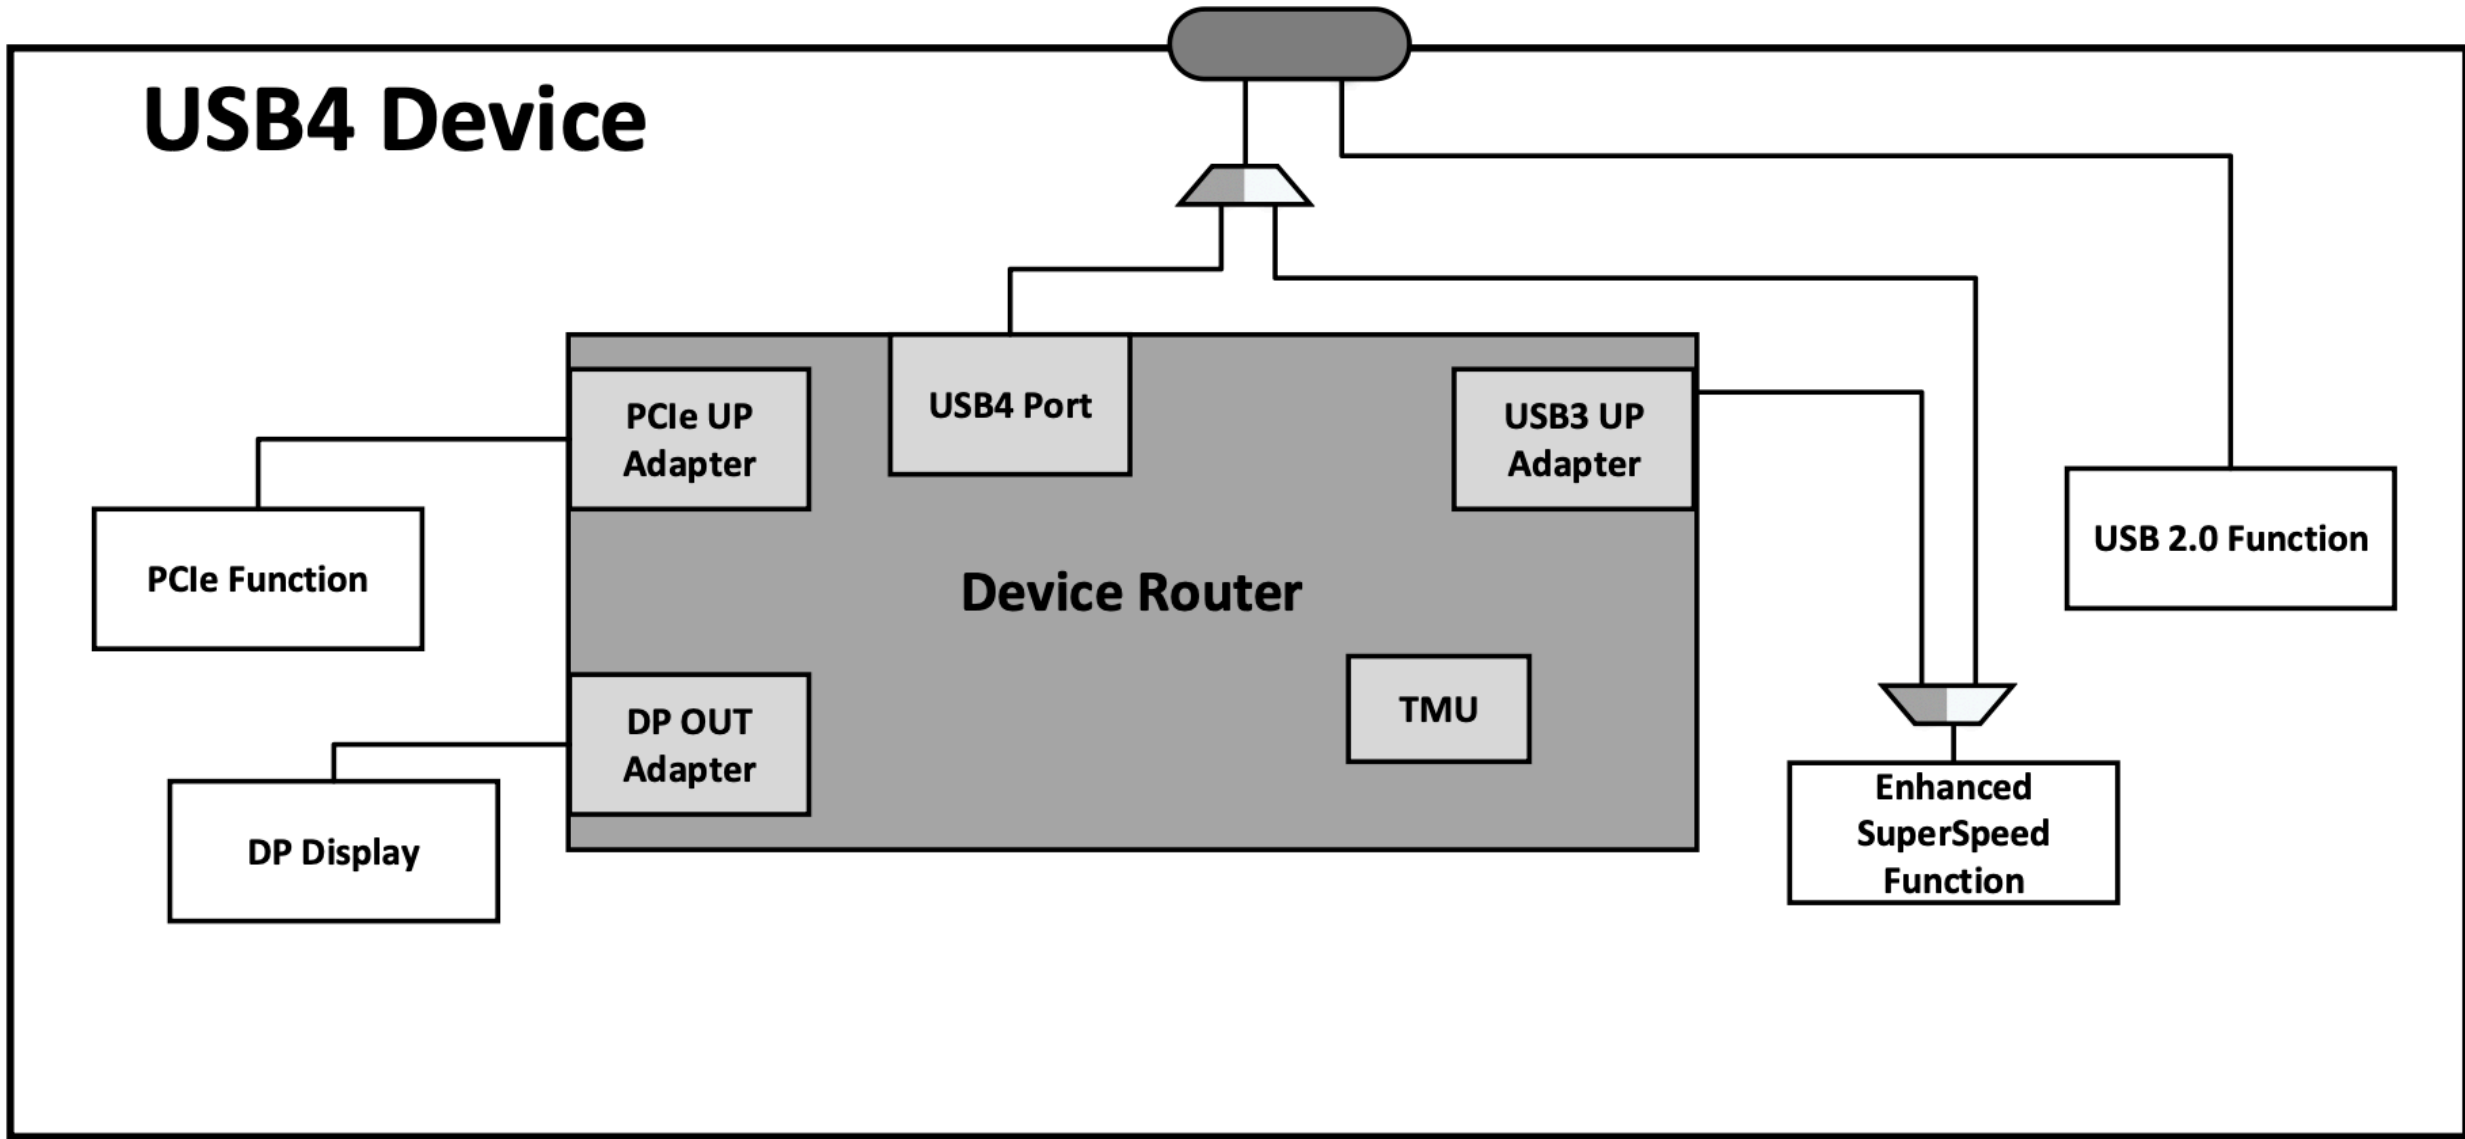 USB4 Device
PCIe UP
Adapter
USB4 Port
USB3 UP
Adapter
PCIe Function
Device Router
USB 2.0 Function
DP OUT
Adapter
TMU
DP Display
Enhanced
SuperSpeed
Function